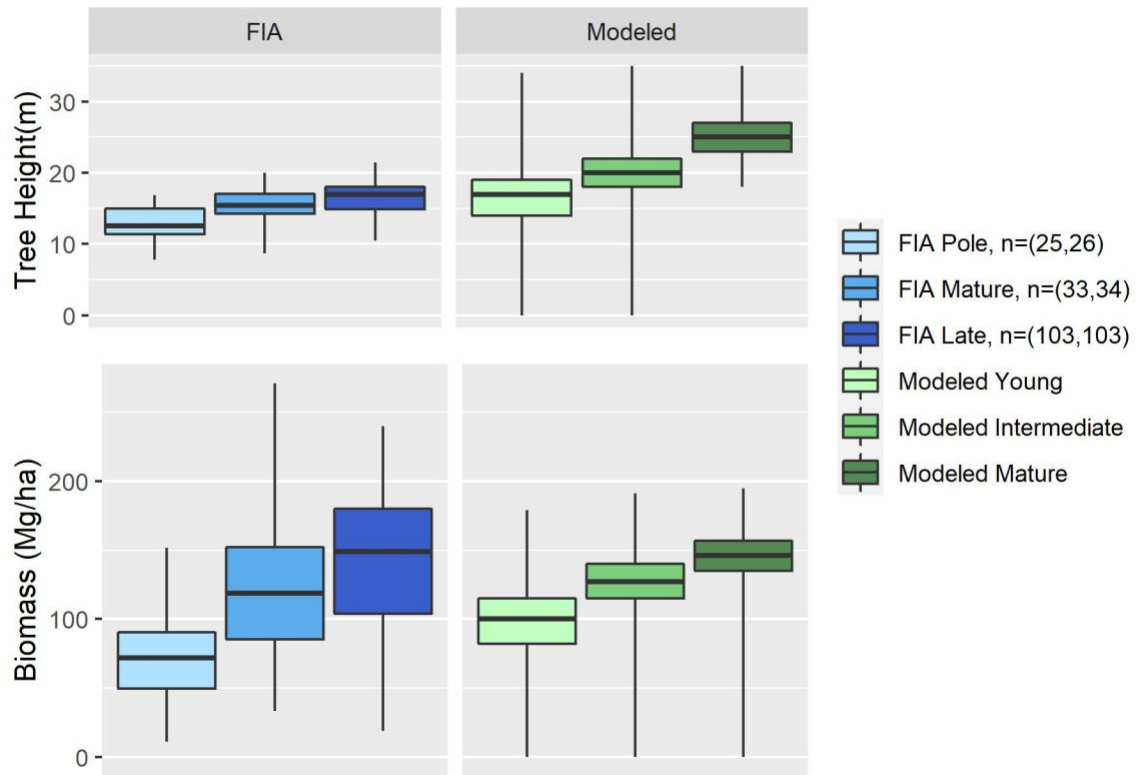 FIA
Modeled
Tree Height(m)
30
20
10
0
Biomass (Mg/ha)
200
100
0
FIA Pole, n=(25,26)
FIA Mature, n=(33,34)
FIA Late, n=(103,103)
Modeled Young
Modeled Intermediate
Modeled Mature